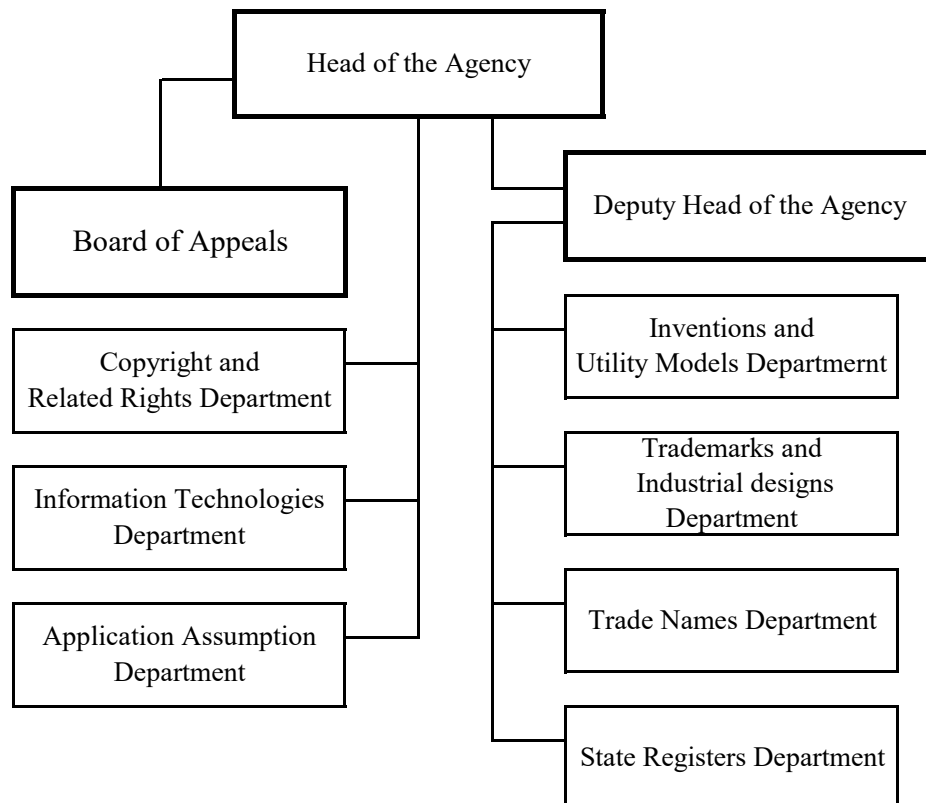 Head of the Agency
Board of Appeals
Deputy Head of the Agency
Copyright and
Related Rights Department
Information Technologies
Department
Application Assumption
Department
Inventions and
Utility Models Departmernt
Trademarks and
Industrial designs
Department
Trade Names Department
State Registers Department